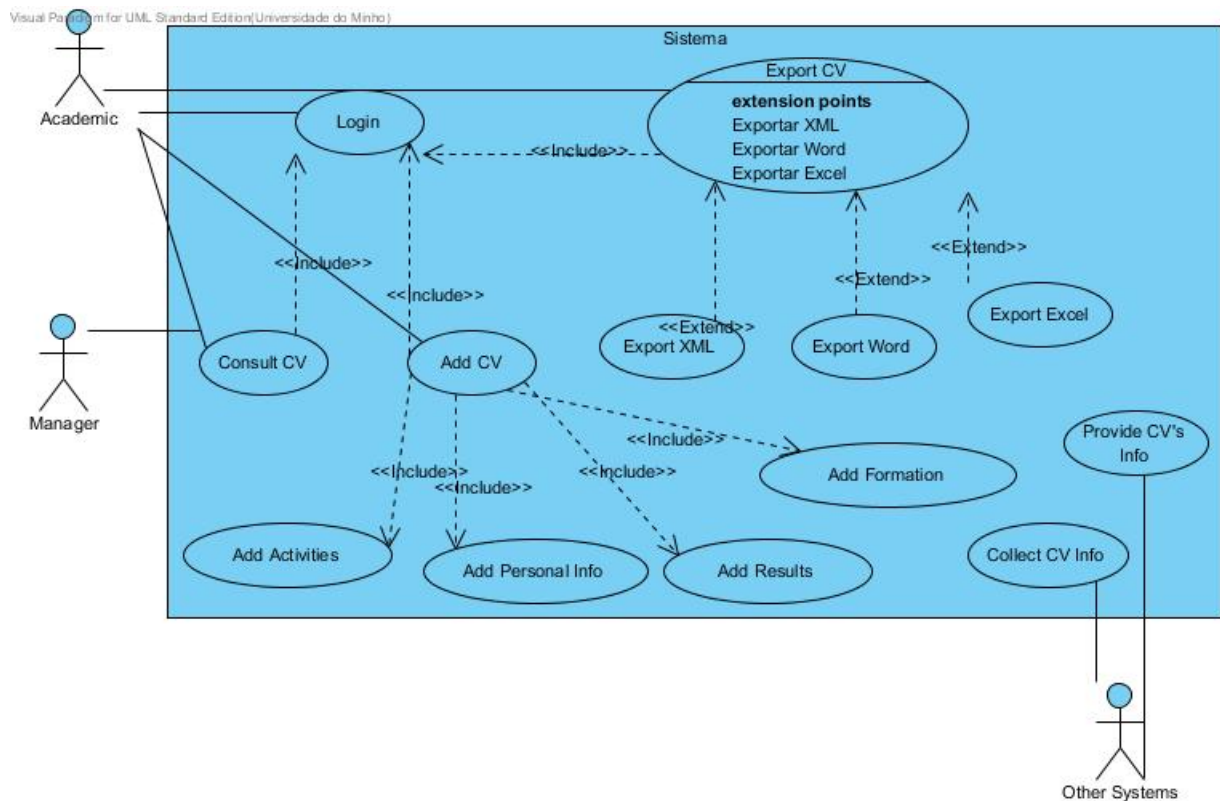 Visual Paradigm for UML Standard Edition(Universidade do Minho)
Sistema
Academic
Export CV
extension points
Exportar XML
Exportar Word
Exportar Excel
Login
<<Include>>
<<Include>>
<<Include>>
<<Extend>>
<<Extend>>
<<Extend>>
Export Excel
Export XML
Export Word
Manager
Consult CV
Add CV
Provide CV's
Info
<<Include>>
<<Include>>
<<Include>>
<<Include>>
Add Formation
Add Activities
Add Personal Info
Add Results
Collect CV Info
Other Systems